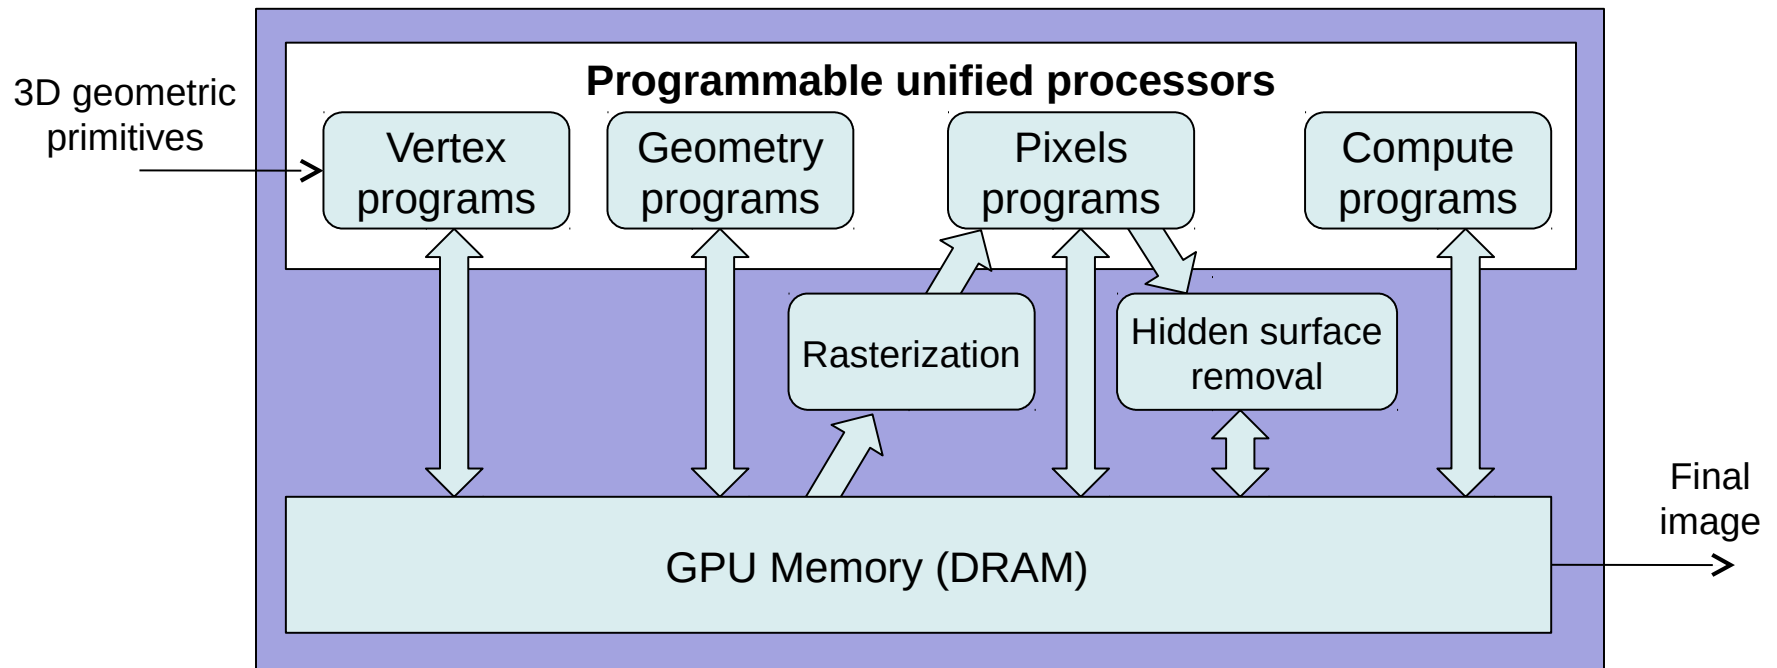 Programmable unified processors
3D geometric
primitives
Vertex
programs
Geometry
programs
Pixels
programs
Compute
programs
Rasterization
Hidden surface
removal
GPU Memory (DRAM)
Final
image